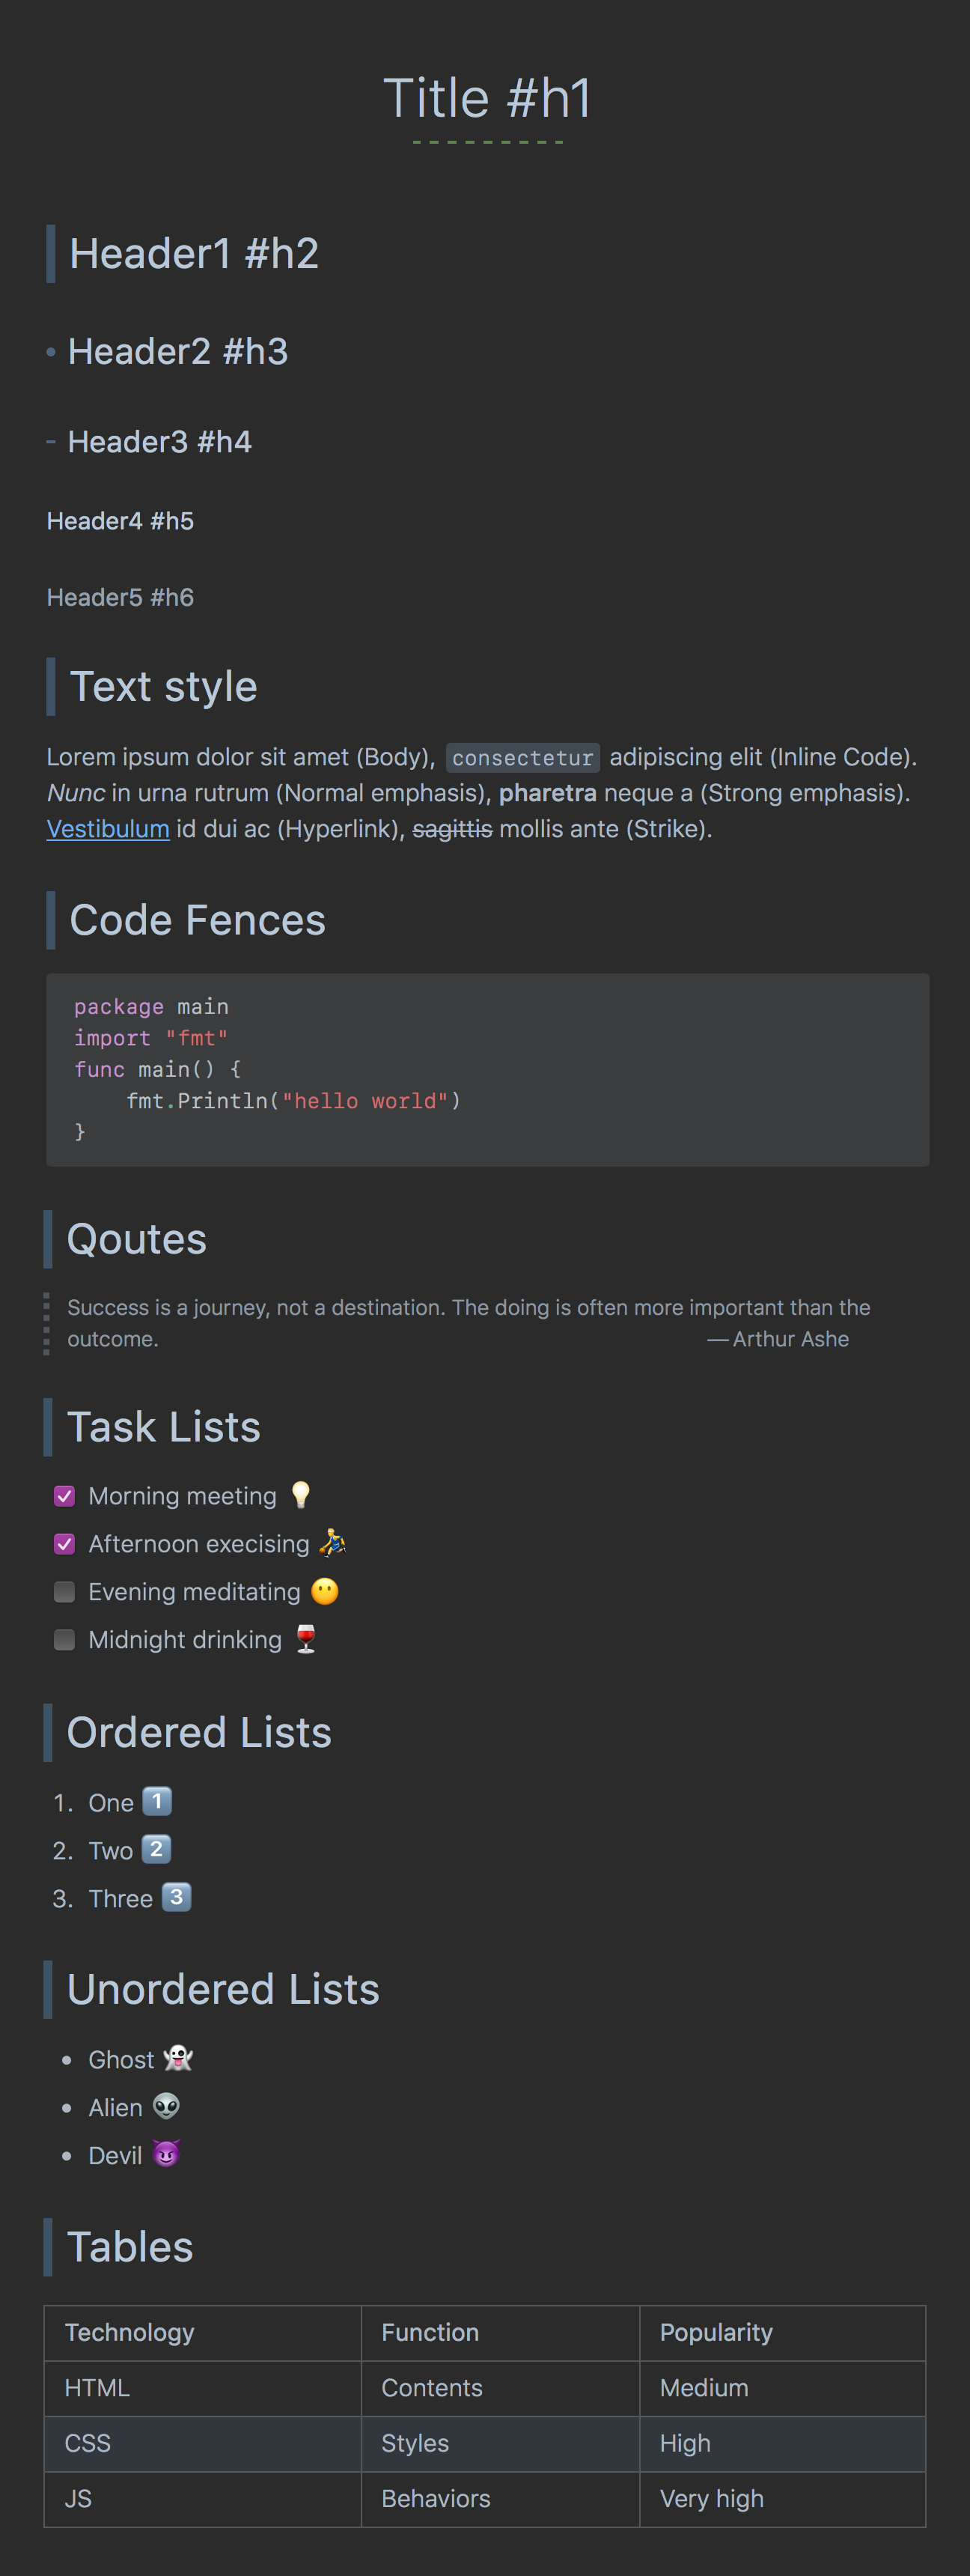 Title #h1
Header1 #h2
Header2 #h3
Header3 #h4
Header4 #h5
Header5 #h6
Text style
Lorem ipsum dolor sit amet (Body), consectetur adipiscing elit (Inline Code).
Nunc in urna rutrum (Normal emphasis), pharetra neque a (Strong emphasis).
Vestibulum id dui ac (Hyperlink), sagittis mollis ante (Strike).
Code Fences
package main
import "fmt"
func main() {
    fmt.Println("hello world")
}
Qoutes
Success is a journey, not a destination. The doing is often more important than the
outcome. — Arthur Ashe
Task Lists
Morning meeting 💡
Afternoon execising ⛹️
Evening meditating 😶
Midnight drinking 🍷
Ordered Lists
1. One 1️⃣
2. Two 2️⃣
3. Three 3️⃣
Unordered Lists
• Ghost 👻
• Alien 👽
• Devil 😈
Tables
Technology Function Popularity
HTML Contents Medium
CSS Styles High
JS Behaviors Very high